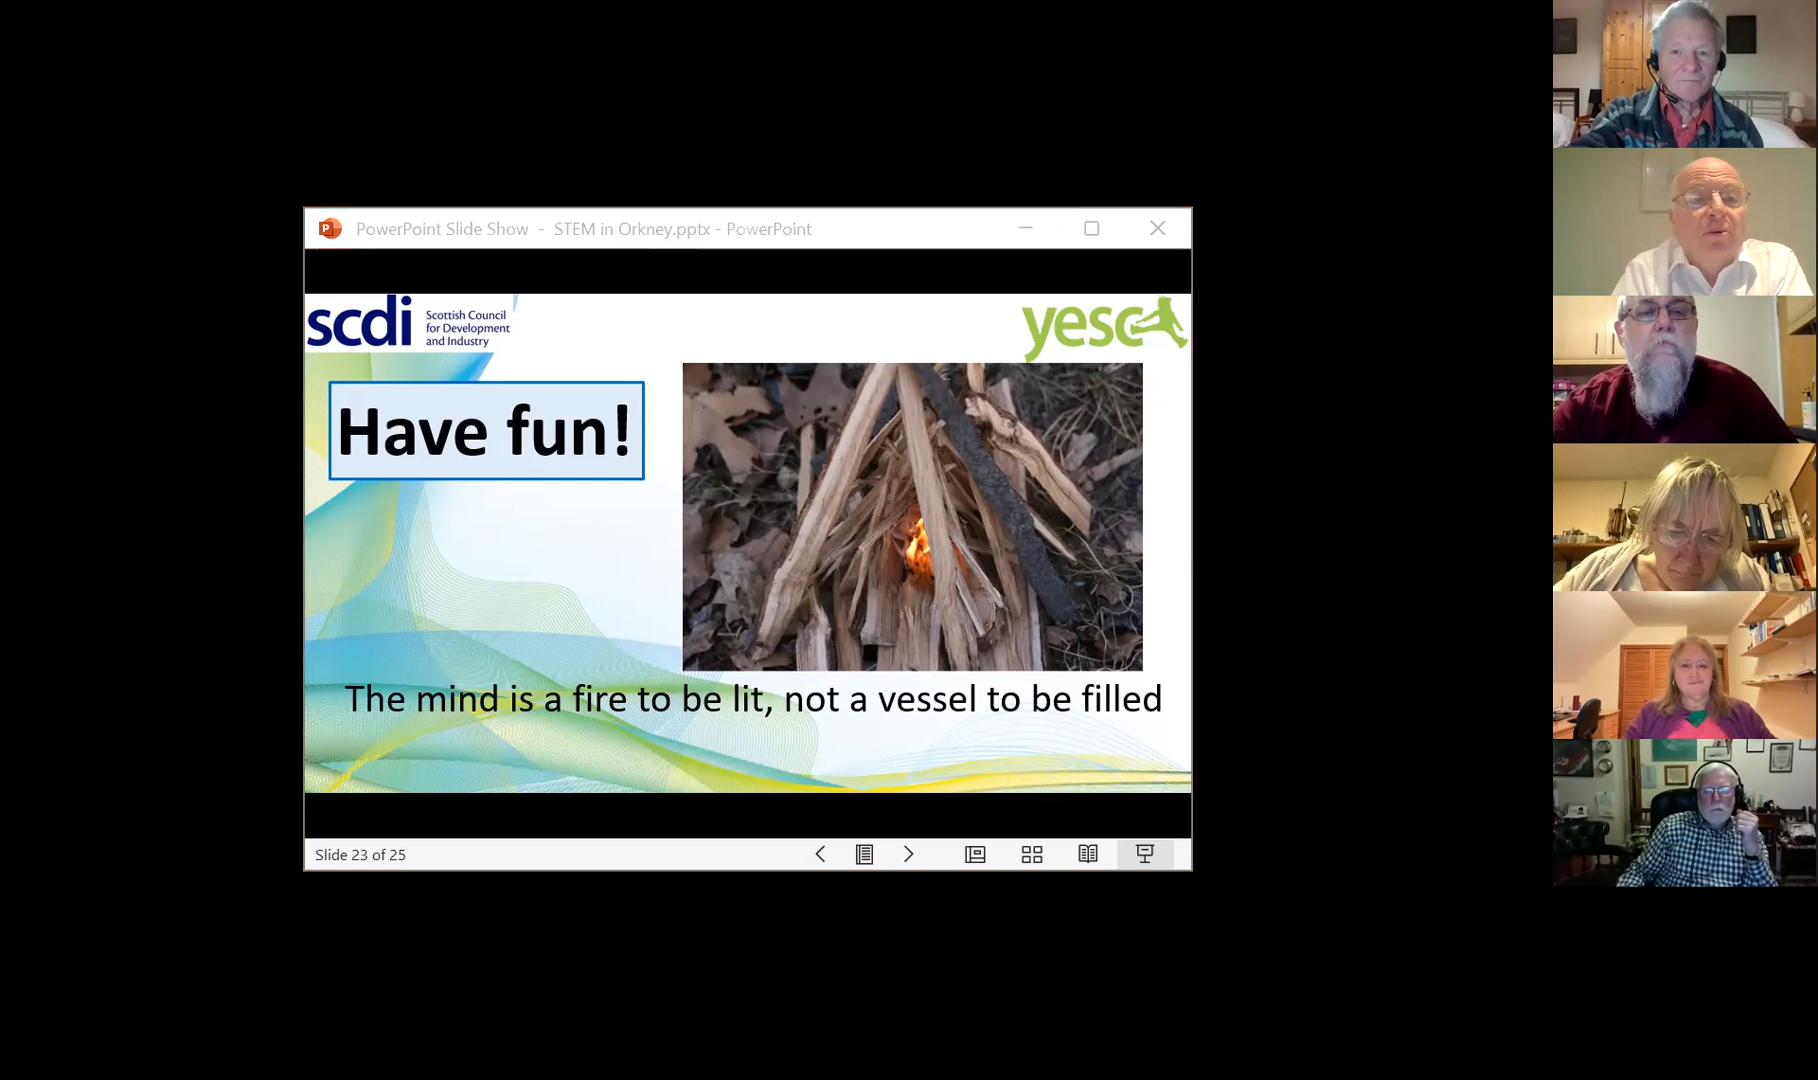 PowerPoint Slide Show - STEM in Orkney.pptx - PowerPoint
scdi
Scottish Council
for Development
and Industry
yesc
Have fun!
The mind is a fire to be lit, not a vessel to be filled
Slide 23 of 25